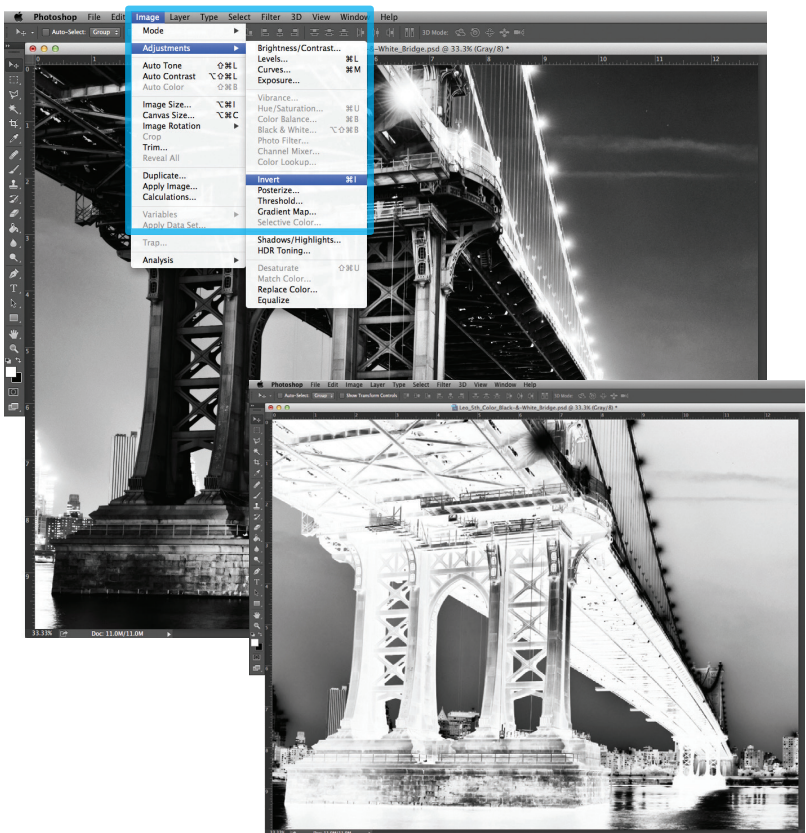 Photoshop File Edit Image Layer Type Select Filter 3D View Window Help
Auto-Select: Group 3D Mode:
&-White_Bridge.psd @ 33.3% (Gray/8) *
Mode
Adjustments
Auto Tone ⇧⌘L
Auto Contrast ⌥⇧⌘L
Auto Color ⇧⌘B
Image Size... ⌥⌘I
Canvas Size... ⌥⌘C
Image Rotation
Crop
Trim...
Reveal All
Duplicate...
Apply Image...
Calculations...
Variables
Apply Data Set...
Trap...
Analysis
Brightness/Contrast...
Levels... ⌘L
Curves... ⌘M
Exposure...
Vibrance...
Hue/Saturation... ⌘U
Color Balance... ⌘B
Black & White... ⌥⇧⌘B
Photo Filter...
Channel Mixer...
Color Lookup...
Invert ⌘I
Posterize...
Threshold...
Gradient Map...
Selective Color...
Shadows/Highlights...
HDR Toning...
Desaturate ⇧⌘U
Match Color...
Replace Color...
Equalize
33.33% Doc: 11.0M/11.0M
Photoshop File Edit Image Layer Type Select Filter 3D View Window Help
Auto-Select: Group Show Transform Controls 3D Mode:
Lex_5th_Color_Black-&-White_Bridge.psd @ 33.3% (Gray/8) *